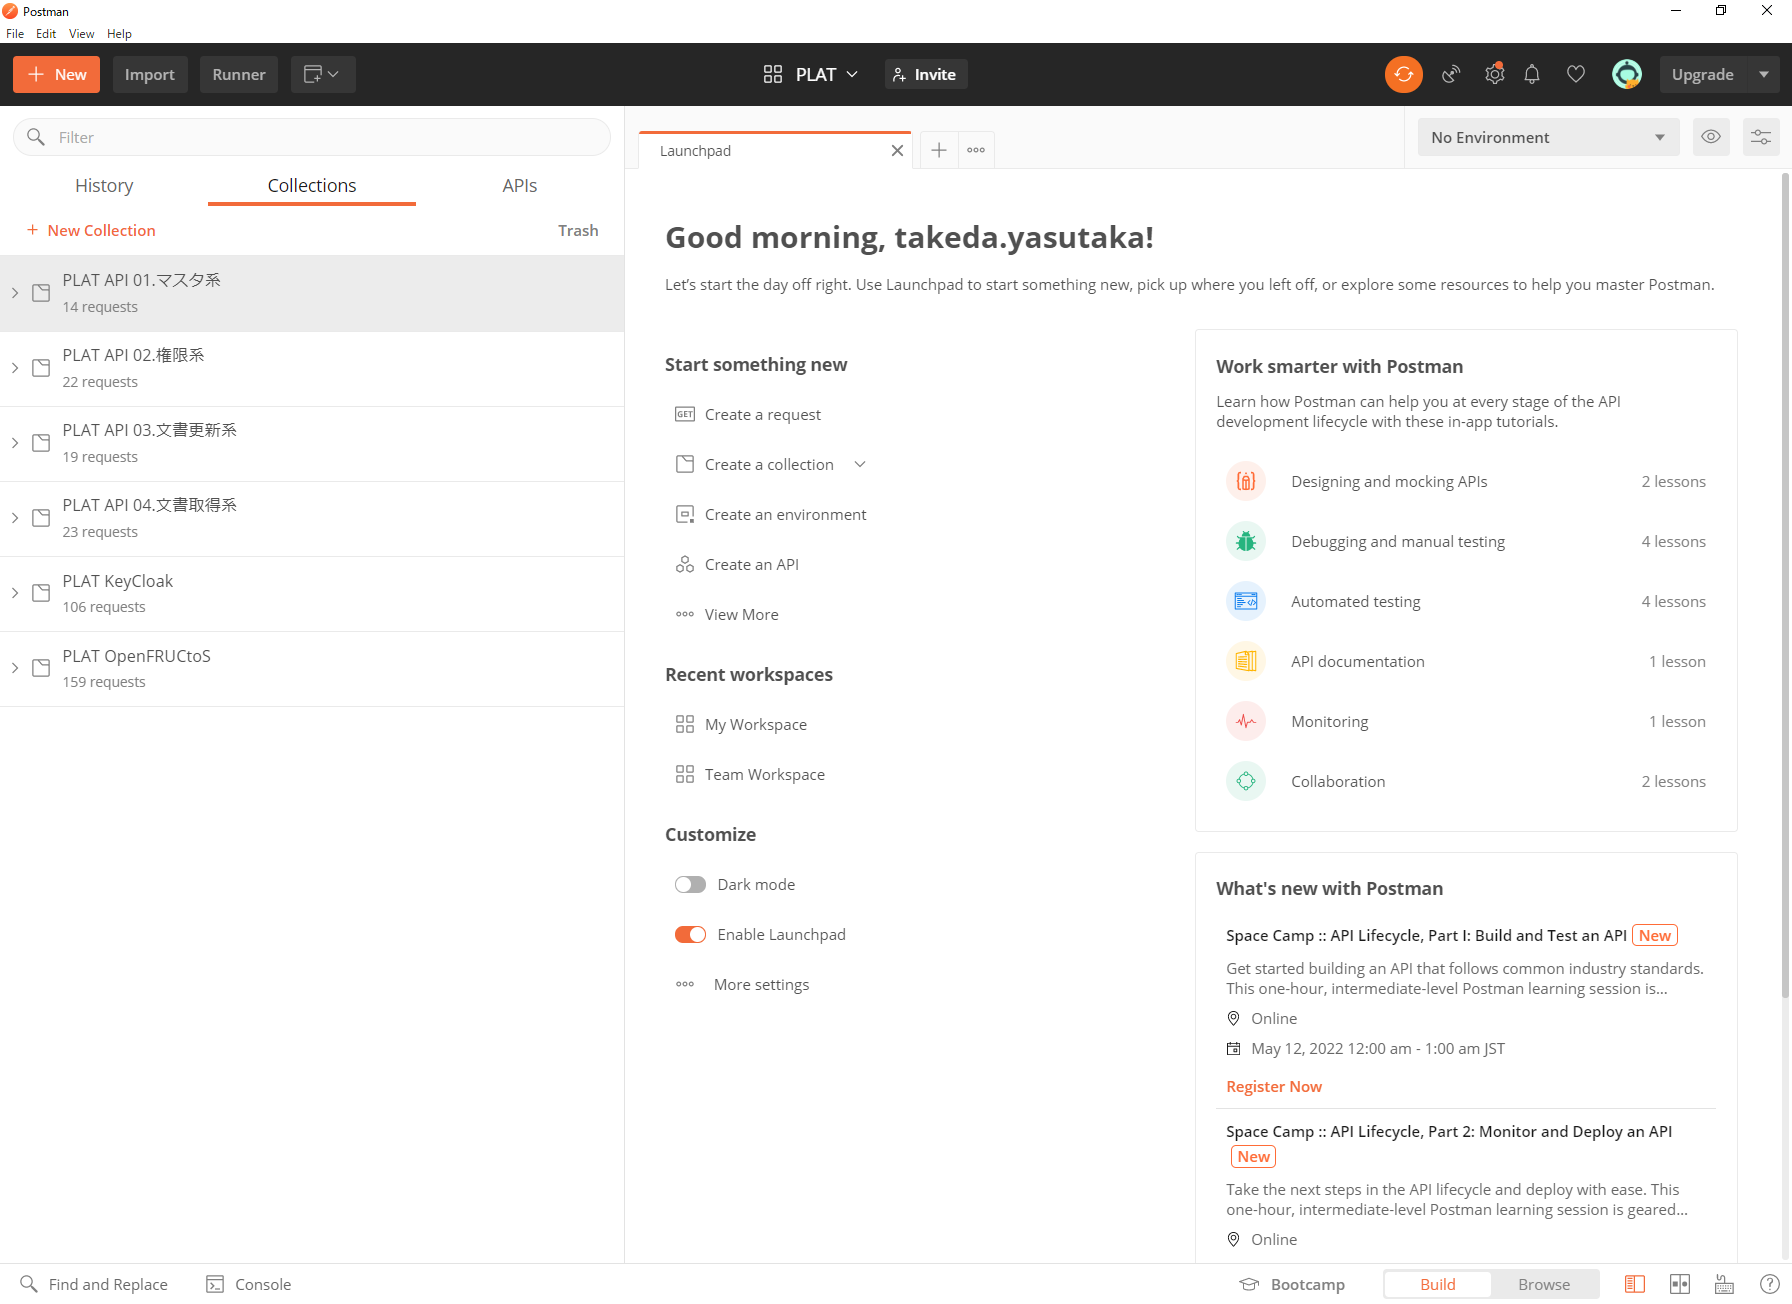 Postman
File Edit View Help
New Import Runner PLAT Invite Upgrade
Filter
History Collections APIs
+ New Collection Trash
PLAT API 01.マスタ系
14 requests
PLAT API 02.権限系
22 requests
PLAT API 03.文書更新系
19 requests
PLAT API 04.文書取得系
23 requests
PLAT KeyCloak
106 requests
PLAT OpenFRUCtoS
159 requests
Launchpad
No Environment
Good morning, takeda.yasutaka!
Let's start the day off right. Use Launchpad to start something new, pick up where you left off, or explore some resources to help you master Postman.
Start something new
GET Create a request
Create a collection
Create an environment
Create an API
View More
Recent workspaces
My Workspace
Team Workspace
Customize
Dark mode
Enable Launchpad
More settings
Work smarter with Postman
Learn how Postman can help you at every stage of the API
development lifecycle with these in-app tutorials.
Designing and mocking APIs 2 lessons
Debugging and manual testing 4 lessons
Automated testing 4 lessons
API documentation 1 lesson
Monitoring 1 lesson
Collaboration 2 lessons
What's new with Postman
Space Camp :: API Lifecycle, Part I: Build and Test an API New
Get started building an API that follows common industry standards.
This one-hour, intermediate-level Postman learning session is...
Online
May 12, 2022 12:00 am - 1:00 am JST
Register Now
Space Camp :: API Lifecycle, Part 2: Monitor and Deploy an API
New
Take the next steps in the API lifecycle and deploy with ease. This
one-hour, intermediate-level Postman learning session is geared...
Online
Find and Replace Console Bootcamp Build Browse